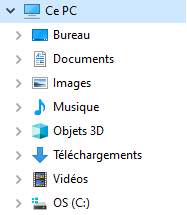 Ce PC
Bureau
Documents
Images
Musique
Objets 3D
Téléchargements
Vidéos
OS (C:)